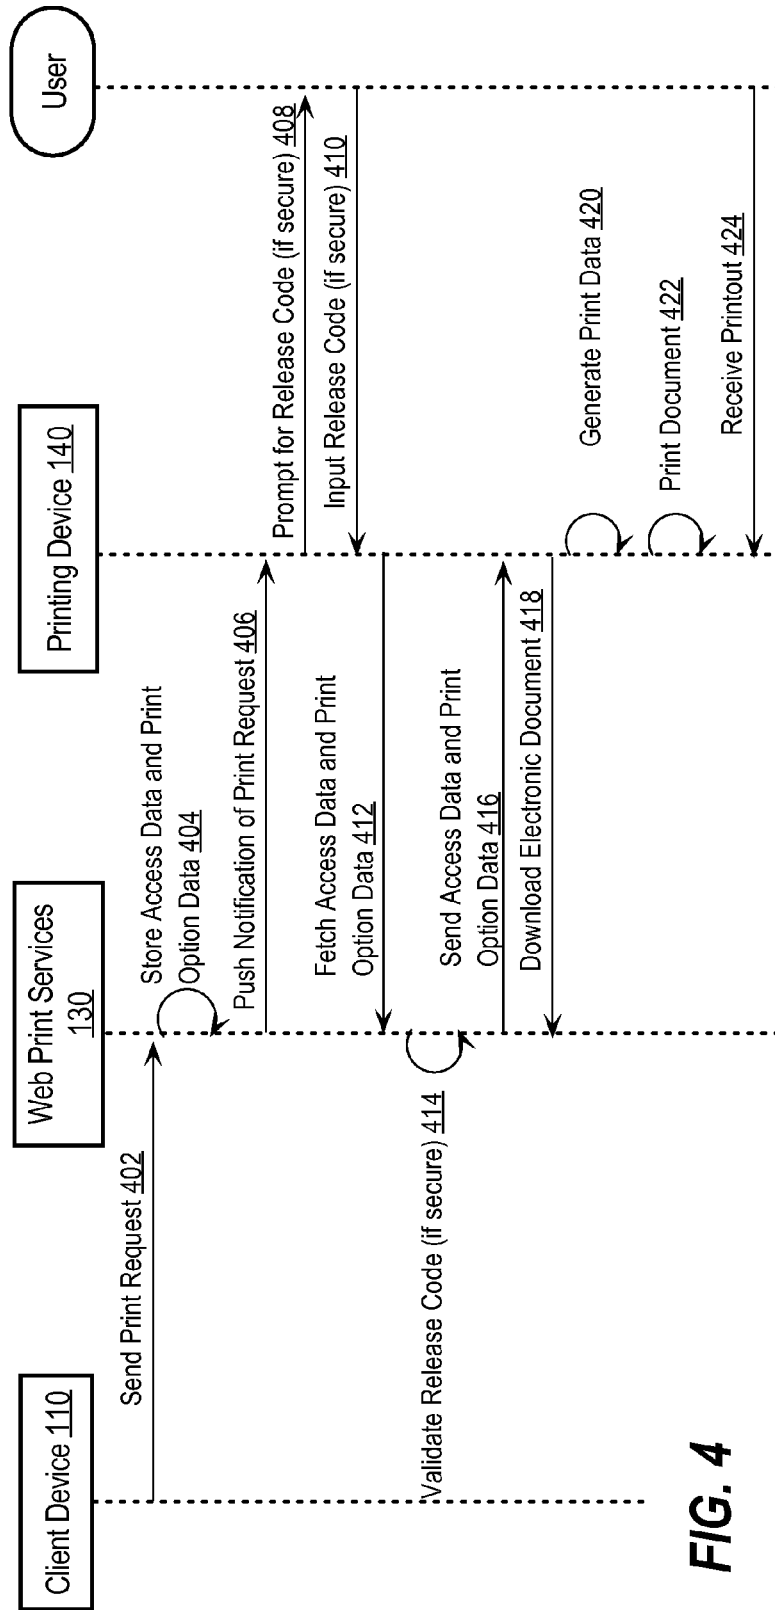 Client Device 110
Web Print Services
130
Printing Device 140
User
Send Print Request 402
Store Access Data and Print
Option Data 404
Push Notification of Print Request 406
Prompt for Release Code (if secure) 408
Input Release Code (if secure) 410
Fetch Access Data and Print
Option Data 412
Validate Release Code (if secure) 414
Send Access Data and Print
Option Data 416
Download Electronic Document 418
Generate Print Data 420
Print Document 422
Receive Printout 424
FIG. 4